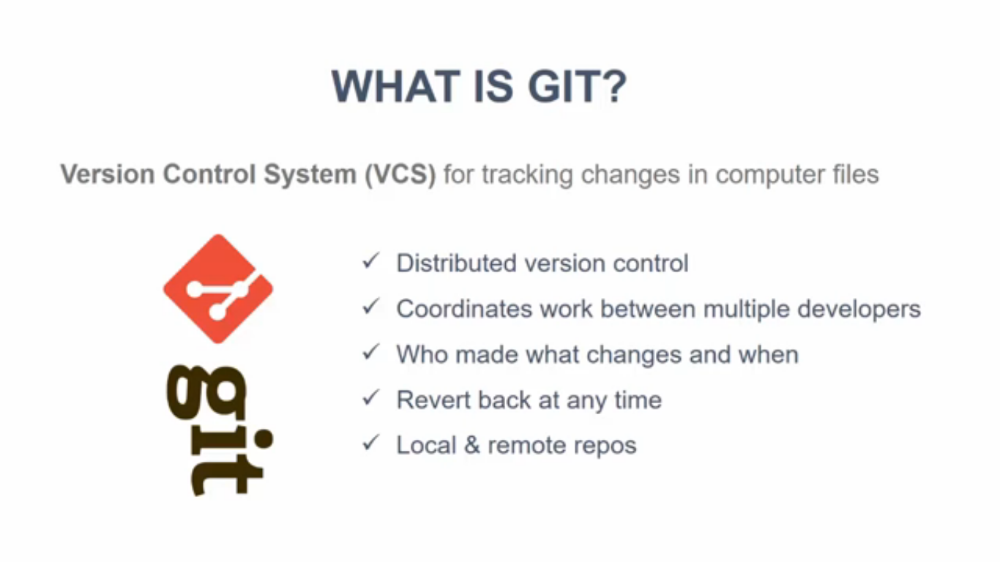 WHAT IS GIT?
Version Control System (VCS) for tracking changes in computer files
✓ Distributed version control
✓ Coordinates work between multiple developers
✓ Who made what changes and when
✓ Revert back at any time
✓ Local & remote repos
git